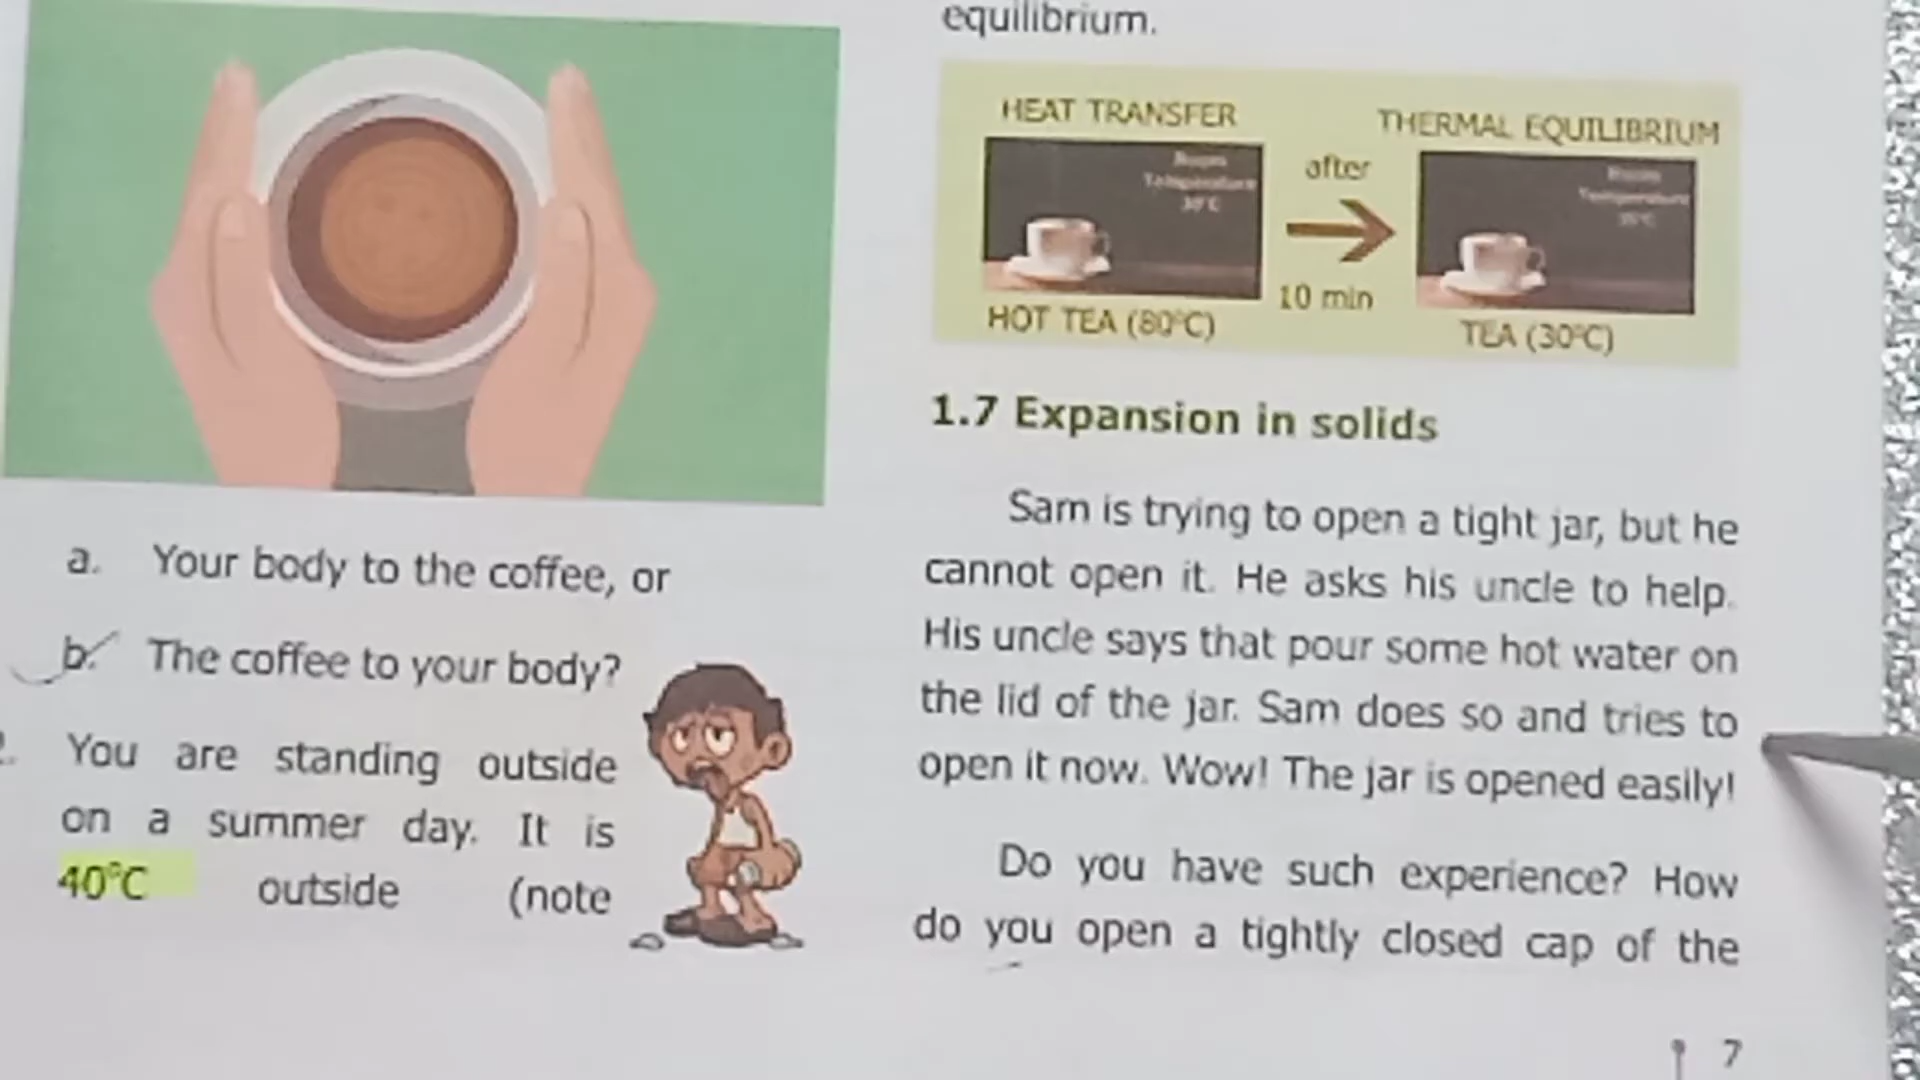 a. Your body to the coffee, or
b. The coffee to your body?
You are standing outside
on a summer day. It is
40°C outside (note
equilibrium.
HEAT TRANSFER
THERMAL EQUILIBRIUM
Room
Temperature
30°C
after
Room
Temperature
10 min
HOT TEA (80°C)
TEA (30°C)
1.7 Expansion in solids
Sam is trying to open a tight jar, but he
cannot open it. He asks his uncle to help.
His uncle says that pour some hot water on
the lid of the jar. Sam does so and tries to
open it now. Wow! The jar is opened easily!
Do you have such experience? How
do you open a tightly closed cap of the
7